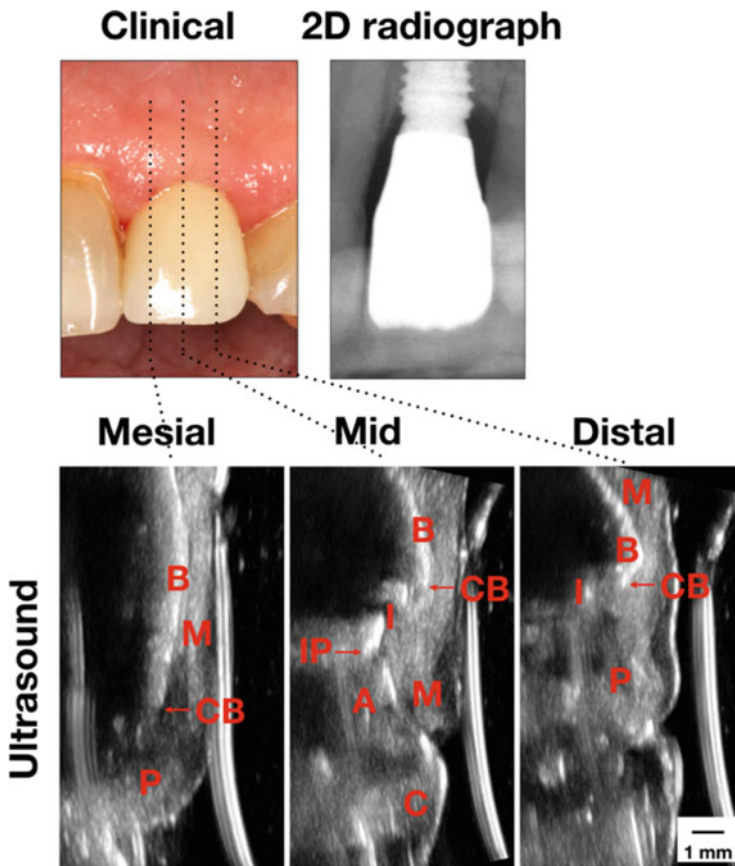 Clinical 2D radiograph
Mesial Mid Distal
Ultrasound
B
M
CB
P
B
CB
I
IP
A
M
C
M
B
CB
I
P
1 mm